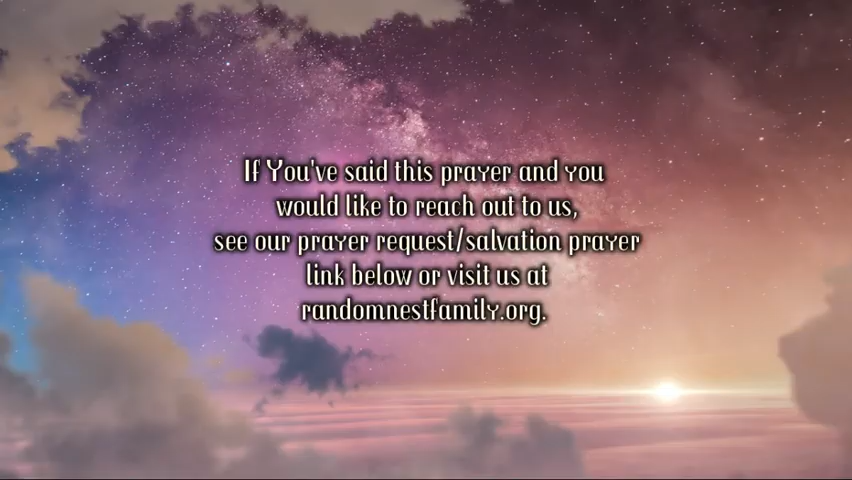 If You've said this prayer and you
would like to reach out to us,
see our prayer request/salvation prayer
link below or visit us at
randomnestfamily.org.